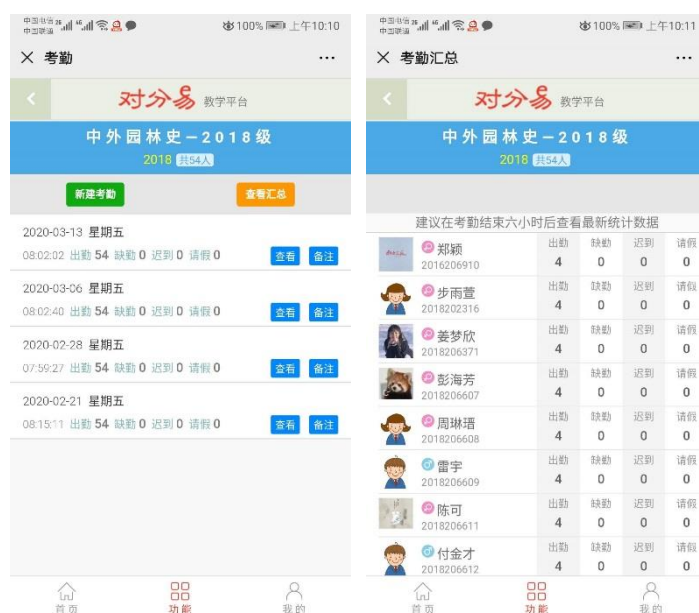 中国电信 中国联通 100% 上午10:10
考勤
对分易 教学平台
中外园林史－2018级
2018 共54人
新建考勤 查看汇总
2020-03-13 星期五
08:02:02 出勤 54 缺勤 0 迟到 0 请假 0 查看 备注
2020-03-06 星期五
08:02:40 出勤 54 缺勤 0 迟到 0 请假 0 查看 备注
2020-02-28 星期五
07:59:27 出勤 54 缺勤 0 迟到 0 请假 0 查看 备注
2020-02-21 星期五
08:15:11 出勤 54 缺勤 0 迟到 0 请假 0 查看 备注
首页 功能 我的
中国电信 中国联通 100% 上午10:11
考勤汇总
对分易 教学平台
中外园林史－2018级
2018 共54人
建议在考勤结束六小时后查看最新统计数据
郑颖 出勤 缺勤 迟到 请假
2016206910 4 0 0 0
步雨萱 出勤 缺勤 迟到 请假
2018202316 4 0 0 0
姜梦欣 出勤 缺勤 迟到 请假
2018206371 4 0 0 0
彭海芳 出勤 缺勤 迟到 请假
2018206607 4 0 0 0
周琳瑨 出勤 缺勤 迟到 请假
2018206608 4 0 0 0
雷宇 出勤 缺勤 迟到 请假
2018206609 4 0 0 0
陈可 出勤 缺勤 迟到 请假
2018206611 4 0 0 0
付金才 出勤 缺勤 迟到 请假
2018206612 4 0 0 0
首页 功能 我的